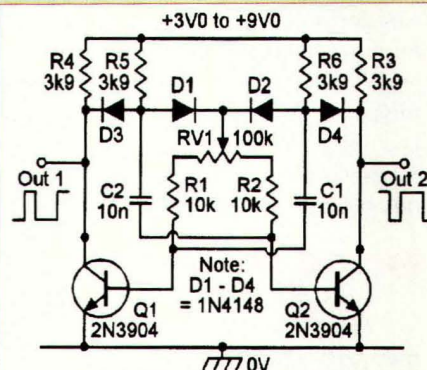 +3V0 to +9V0
R4
3k9
R5
3k9
R6
3k9
R3
3k9
D1
D2
D3
D4
RV1
100k
Out 1
Out 2
C2
10n
R1
10k
R2
10k
C1
10n
Note:
D1 - D4
= 1N4148
Q1
2N3904
Q2
2N3904
0V